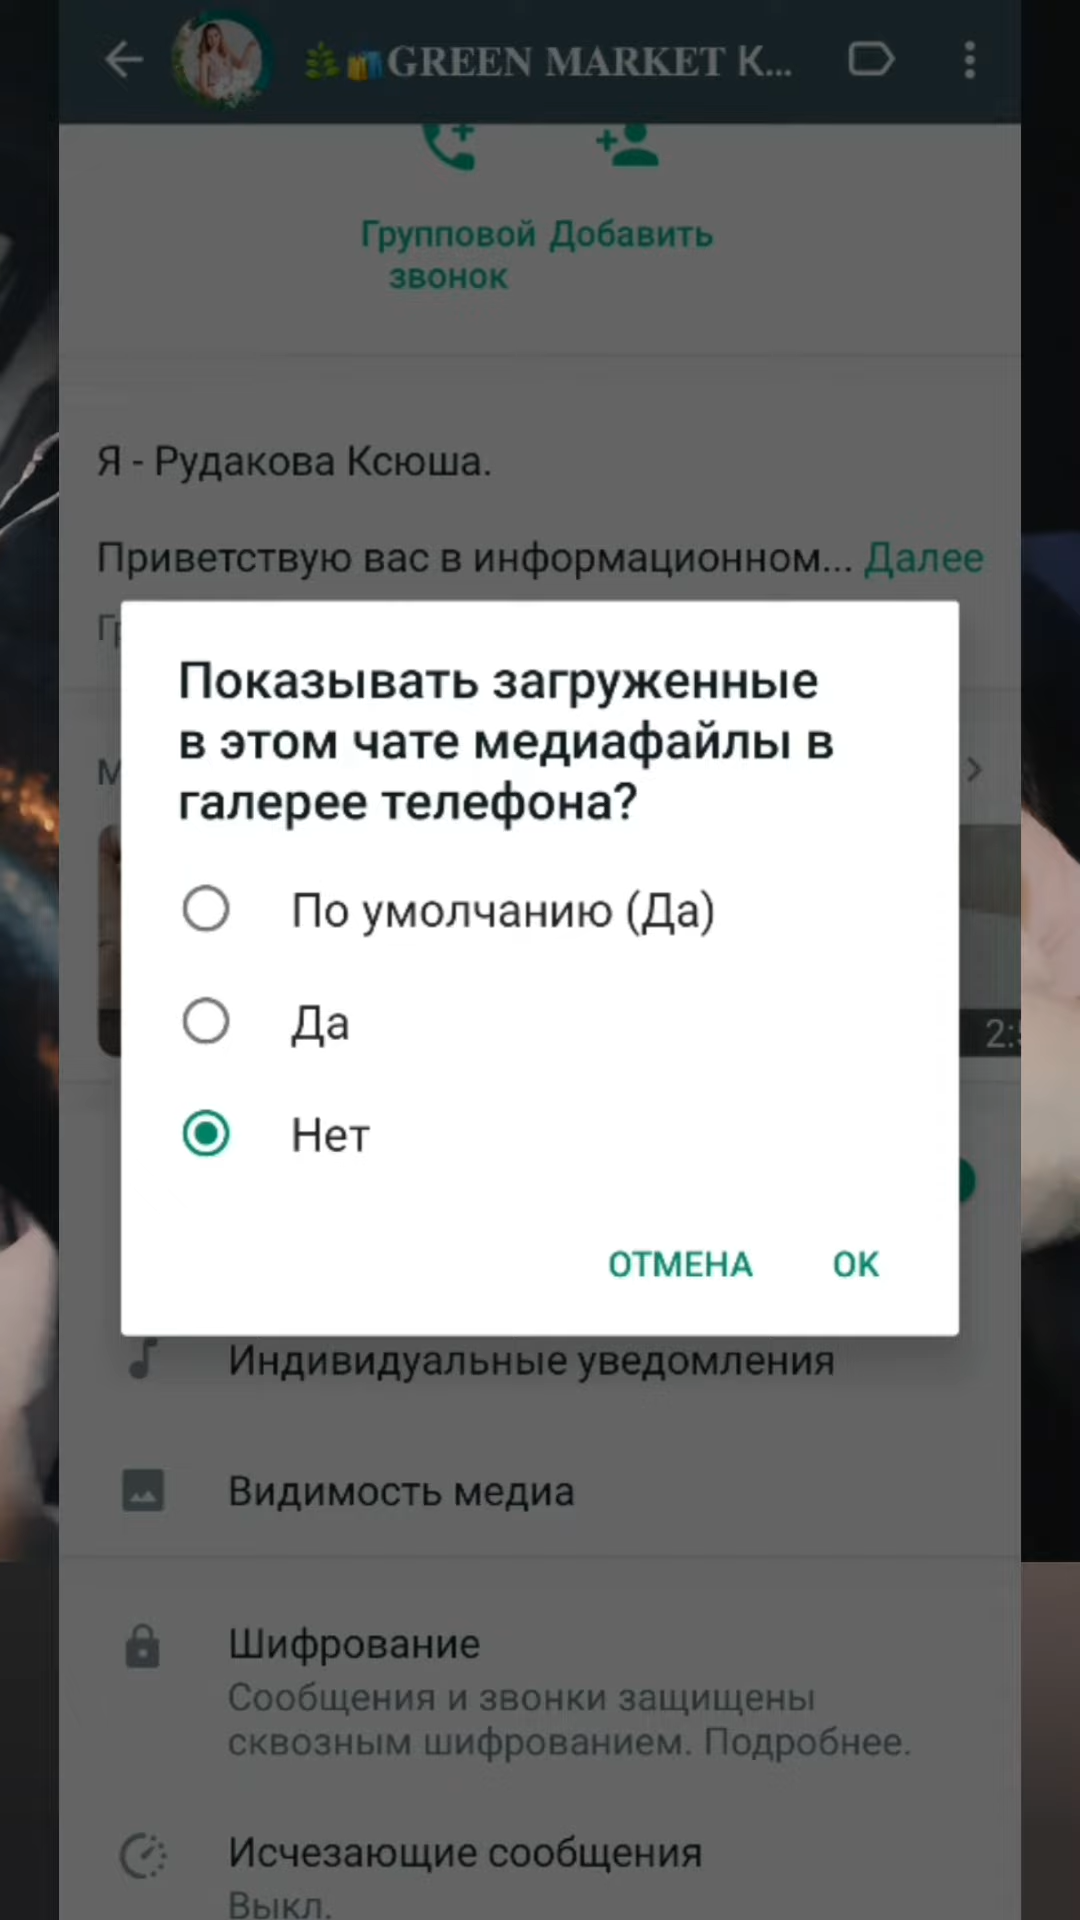 GREEN MARKET К...
Групповой Добавить
звонок
Я - Рудакова Ксюша.
Приветствую вас в информационном... Далее
Показывать загруженные
в этом чате медиафайлы в
галерее телефона?
По умолчанию (Да)
Да
Нет
ОТМЕНА ОК
Индивидуальные уведомления
Видимость медиа
Шифрование
Сообщения и звонки защищены
сквозным шифрованием. Подробнее.
Исчезающие сообщения
Выкл.